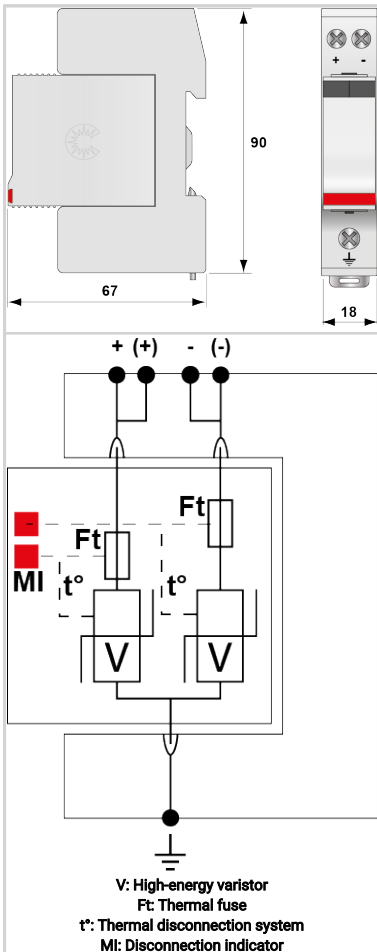 + -
90
67
18
+ (+) - (-)
-
Ft
Ft
MI
t°
t°
V
V
V: High-energy varistor
Ft: Thermal fuse
t°: Thermal disconnection system
MI: Disconnection indicator